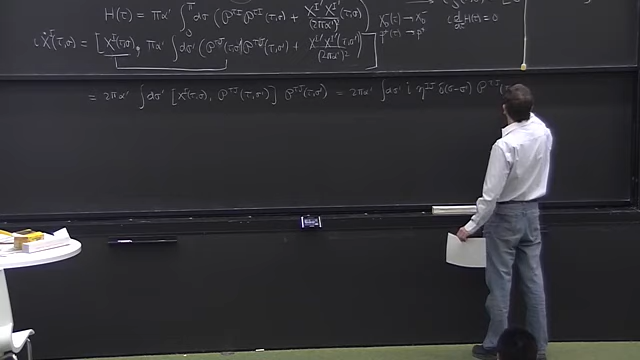 H(τ) = πα' ∫₀^π dσ (𝒫^{τI} 𝒫^{τI} + X^{I'} X^{I'} / (2πα')² (τ,σ))
x₀⁻(τ) → x₀⁻
p⁺(τ) → p⁺
i d/dτ H(τ) = 0
i Ẋ^I(τ,σ) = [X^I(τ,σ), πα' ∫dσ' (𝒫^{τJ}(τ,σ') 𝒫^{τJ}(τ,σ') + X^{J'} X^{J'}(τ,σ') / (2πα')²)]
= 2πα' ∫dσ' [X^I(τ,σ), 𝒫^{τJ}(τ,σ')] 𝒫^{τJ}(τ,σ') = 2πα' ∫dσ' i η^{IJ} δ(σ-σ') 𝒫^{τJ}(τ,